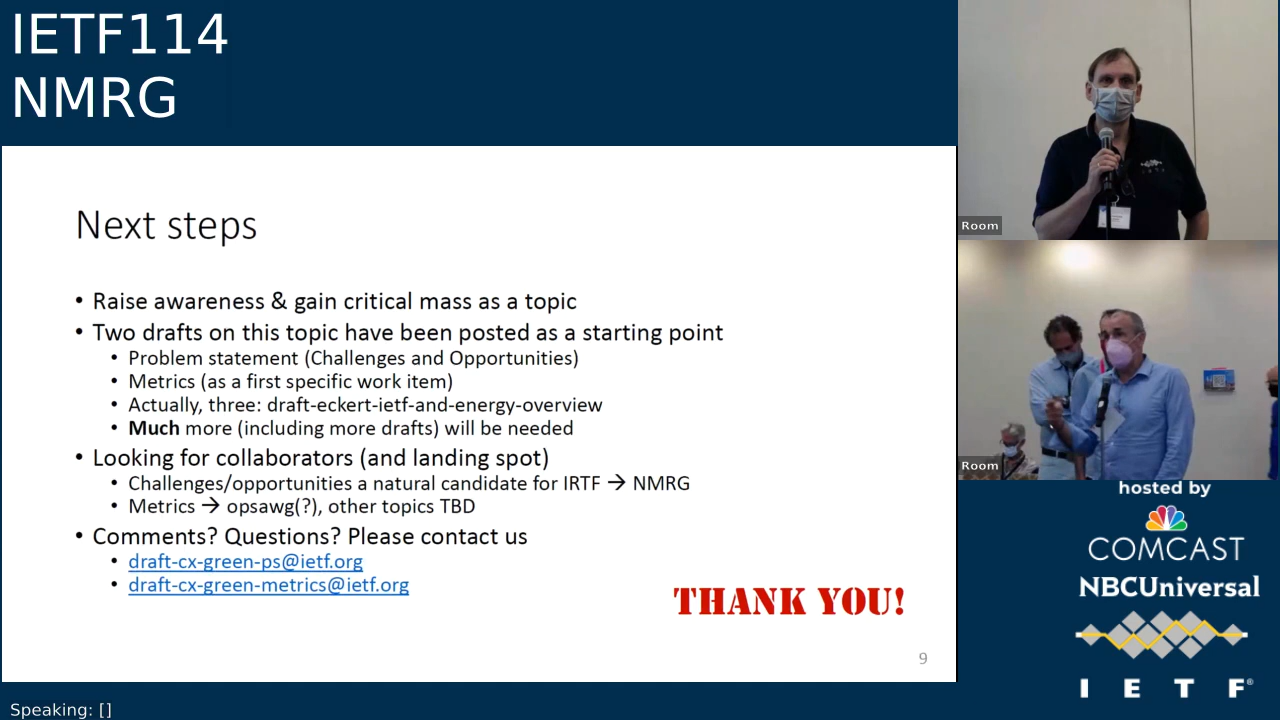 IETF114
NMRG
Next steps
• Raise awareness & gain critical mass as a topic
• Two drafts on this topic have been posted as a starting point
• Problem statement (Challenges and Opportunities)
• Metrics (as a first specific work item)
• Actually, three: draft-eckert-ietf-and-energy-overview
• Much more (including more drafts) will be needed
• Looking for collaborators (and landing spot)
• Challenges/opportunities a natural candidate for IRTF → NMRG
• Metrics → opsawg(?), other topics TBD
• Comments? Questions? Please contact us
• draft-cx-green-ps@ietf.org
• draft-cx-green-metrics@ietf.org
THANK YOU!
9
Speaking: []
Room
Room
hosted by
COMCAST
NBCUniversal
I E T F®